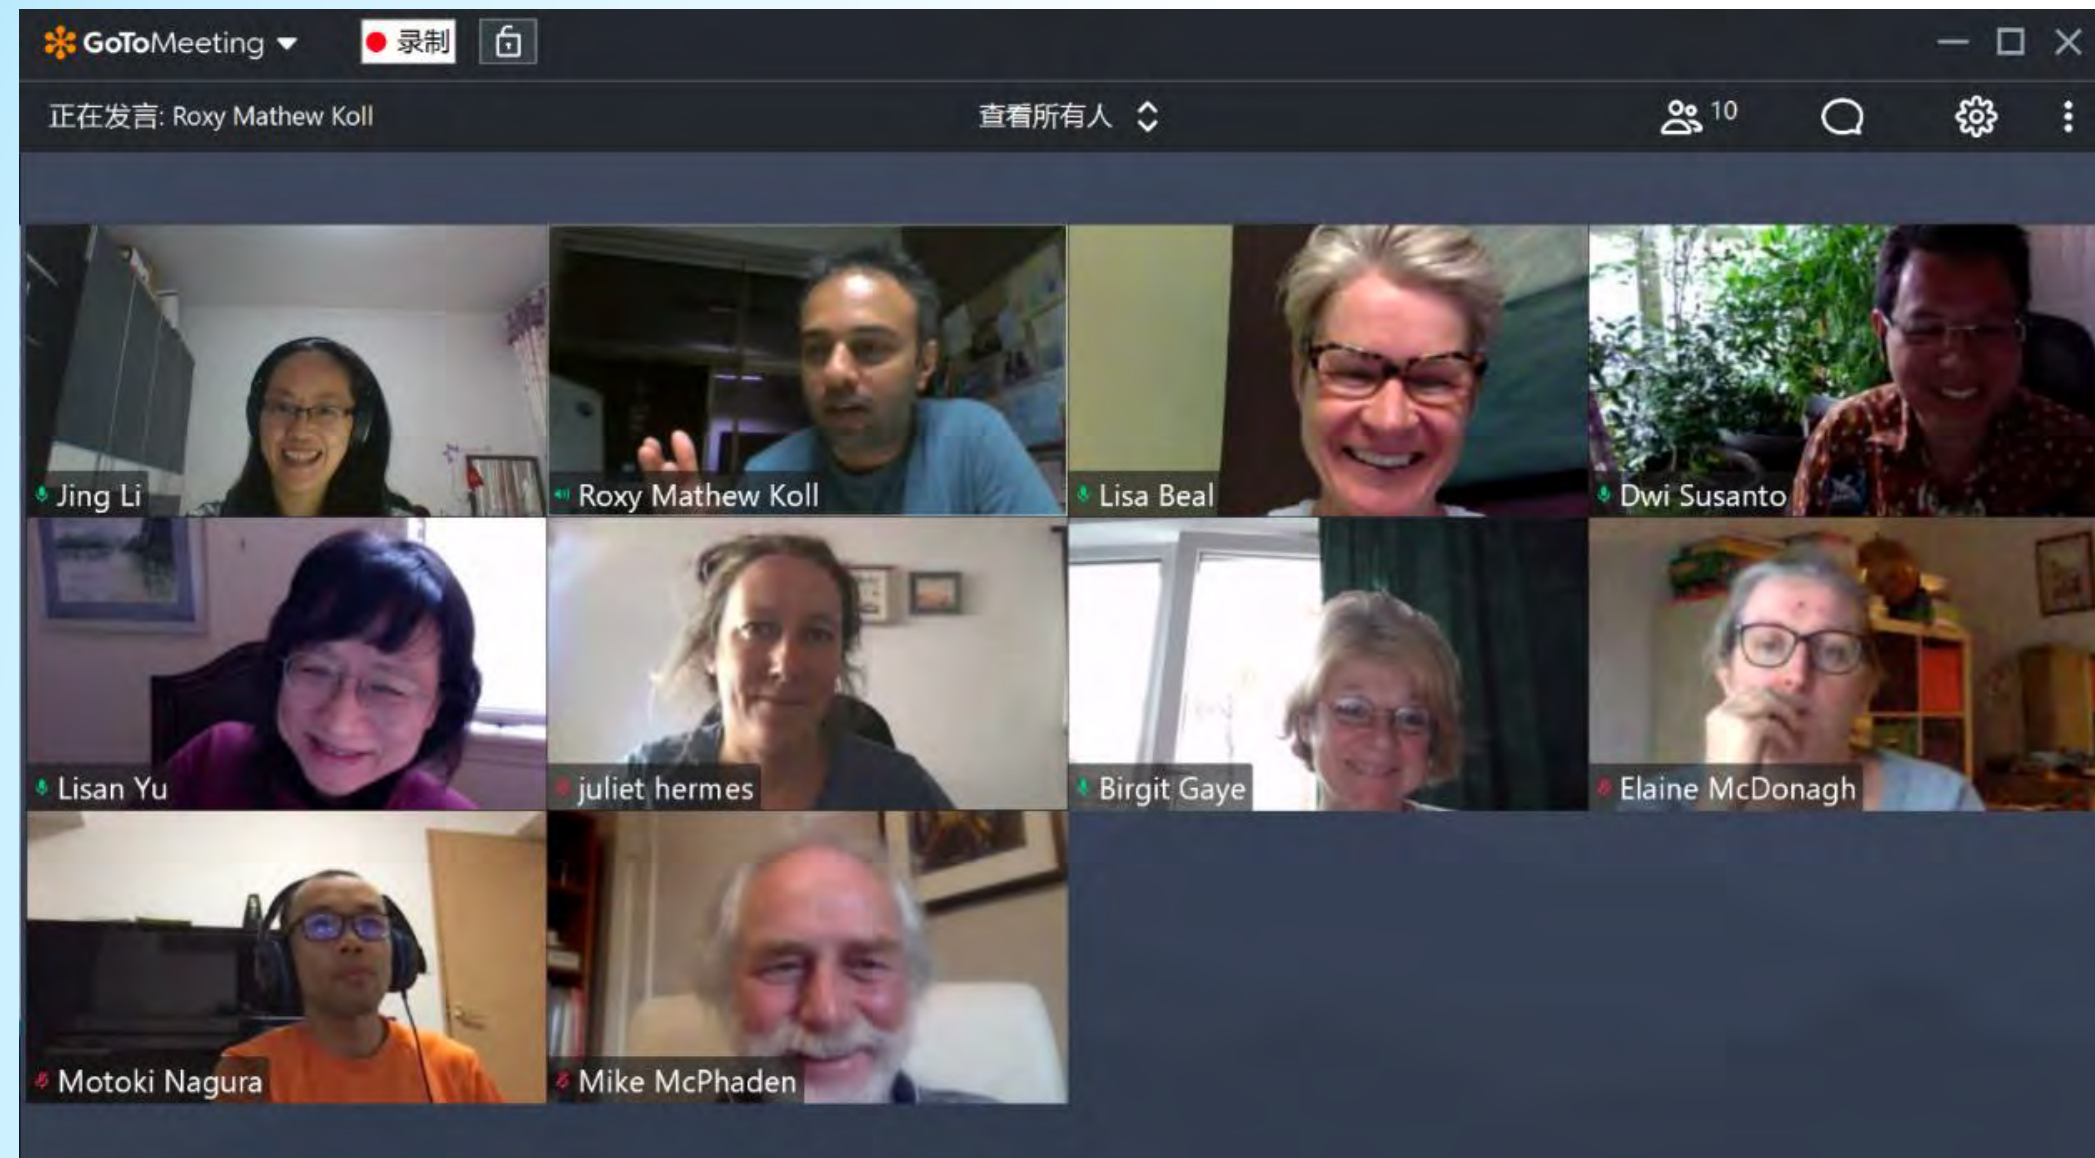 GoToMeeting
录制
正在发言: Roxy Mathew Koll
查看所有人
10
Jing Li
Roxy Mathew Koll
Lisa Beal
Dwi Susanto
Lisan Yu
juliet hermes
Birgit Gaye
Elaine McDonagh
Motoki Nagura
Mike McPhaden